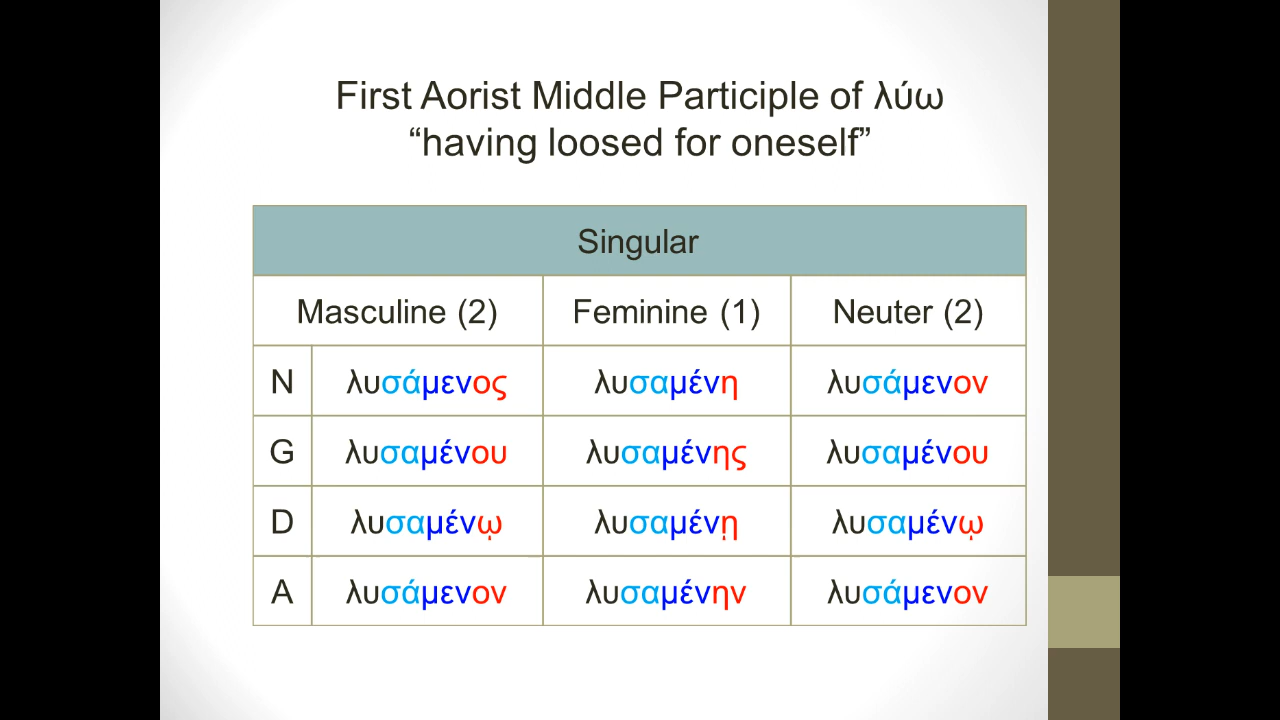 First Aorist Middle Participle of λύω
“having loosed for oneself”
Singular
Masculine (2) Feminine (1) Neuter (2)
N λυσάμενος λυσαμένη λυσάμενον
G λυσαμένου λυσαμένης λυσαμένου
D λυσαμένῳ λυσαμένῃ λυσαμένῳ
A λυσάμενον λυσαμένην λυσάμενον